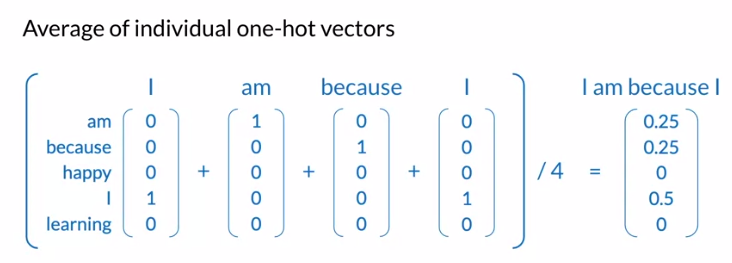 Average of individual one-hot vectors
I am because I I am because I
am 0 1 0 0 0.25
because 0 0 1 0 0.25
happy 0 + 0 + 0 + 0 / 4 = 0
I 1 0 0 1 0.5
learning 0 0 0 0 0